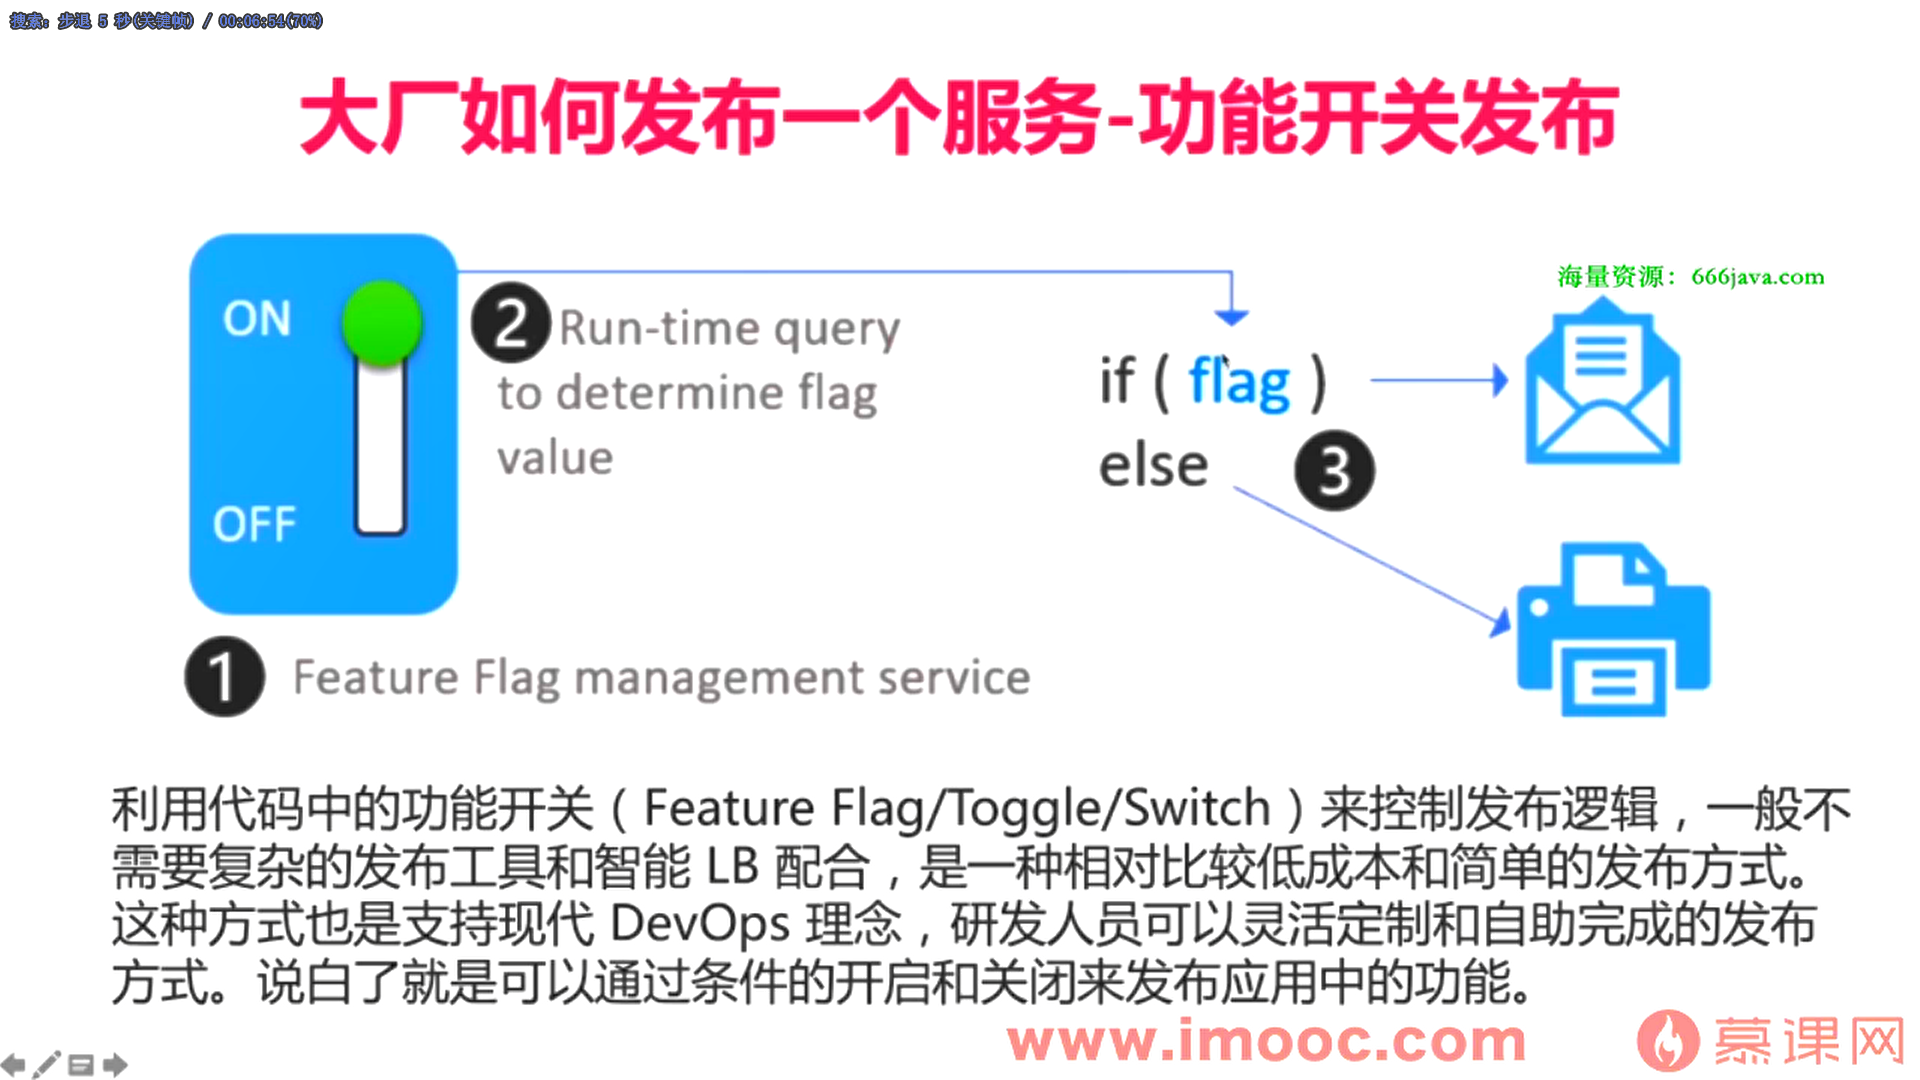 搜索: 步退 5 秒(关键帧) / 00:06:54(70%)
大厂如何发布一个服务-功能开关发布
海量资源：666java.com
ON
OFF
2 Run-time query
to determine flag
value
if ( flag )
else
3
1 Feature Flag management service
利用代码中的功能开关（Feature Flag/Toggle/Switch）来控制发布逻辑，一般不
需要复杂的发布工具和智能 LB 配合，是一种相对比较低成本和简单的发布方式。
这种方式也是支持现代 DevOps 理念，研发人员可以灵活定制和自助完成的发布
方式。说白了就是可以通过条件的开启和关闭来发布应用中的功能。
www.imooc.com
慕课网